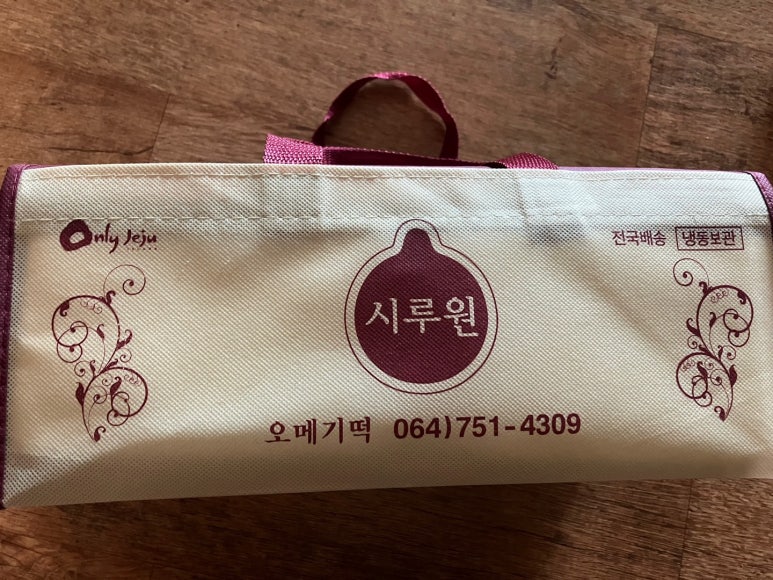 Only Jeju
전국배송 냉동보관
시루원
오메기떡 064)751-4309